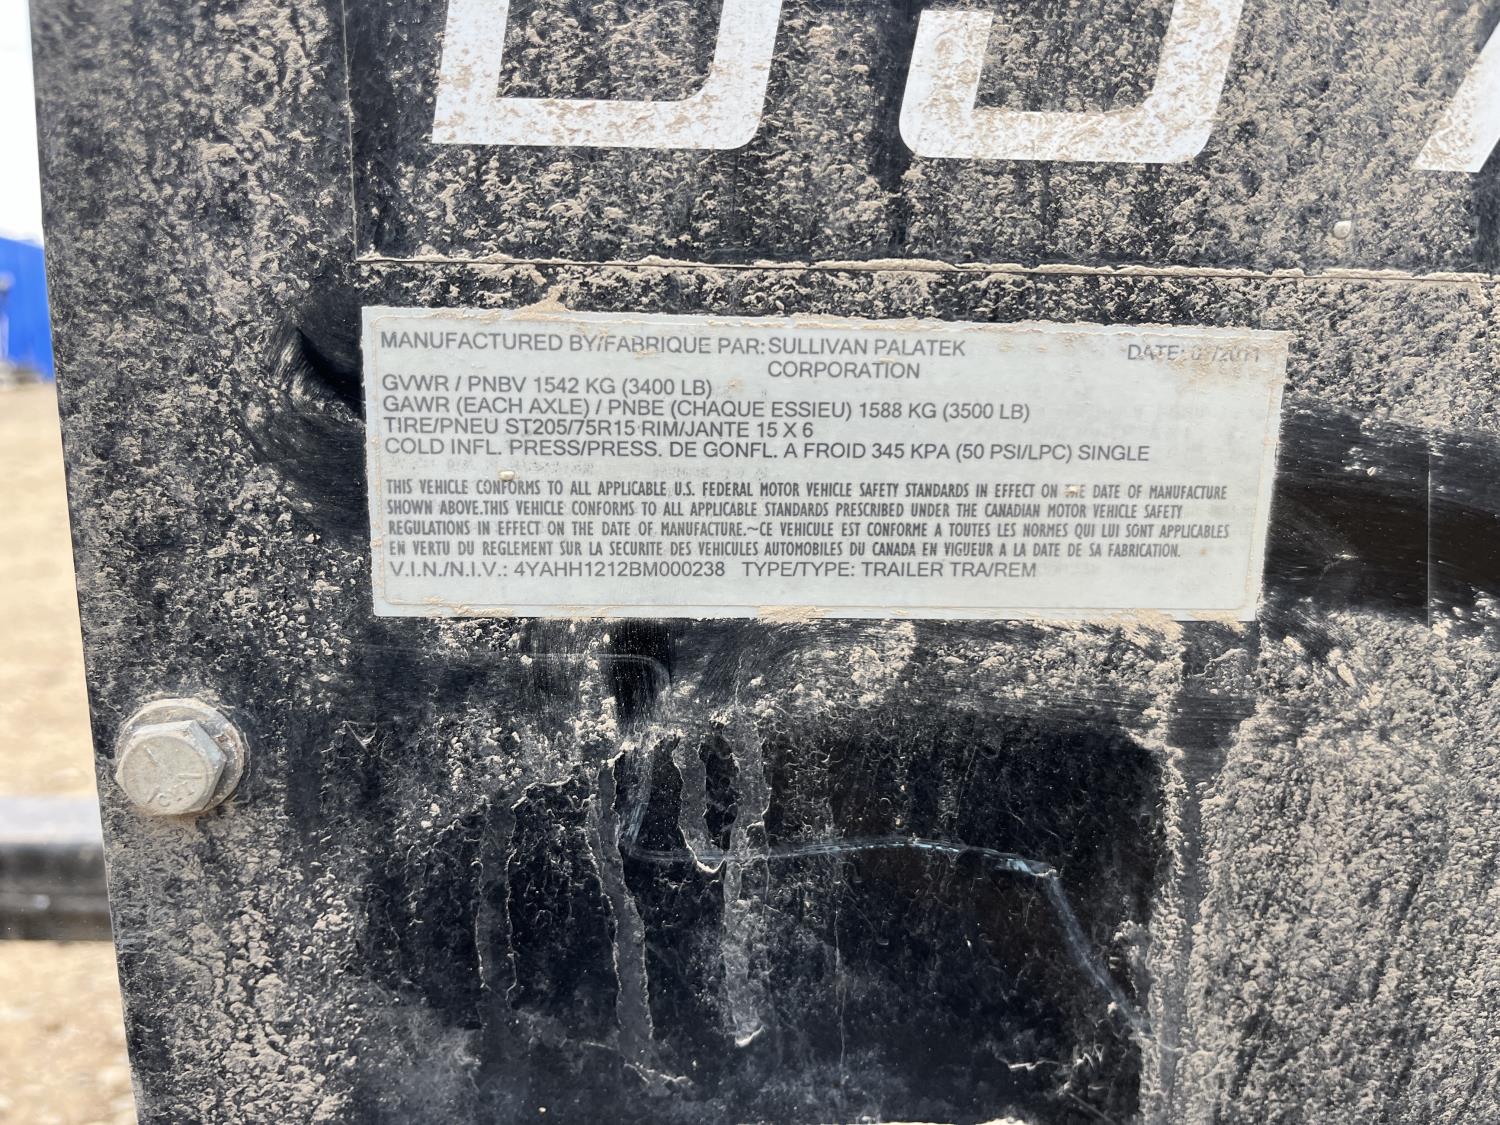 MANUFACTURED BY/FABRIQUE PAR: SULLIVAN PALATEK
CORPORATION
DATE: /2011
GVWR / PNBV 1542 KG (3400 LB)
GAWR (EACH AXLE) / PNBE (CHAQUE ESSIEU) 1588 KG (3500 LB)
TIRE/PNEU ST205/75R15 RIM/JANTE 15 X 6
COLD INFL. PRESS/PRESS. DE GONFL. A FROID 345 KPA (50 PSI/LPC) SINGLE
THIS VEHICLE CONFORMS TO ALL APPLICABLE U.S. FEDERAL MOTOR VEHICLE SAFETY STANDARDS IN EFFECT ON THE DATE OF MANUFACTURE
SHOWN ABOVE.THIS VEHICLE CONFORMS TO ALL APPLICABLE STANDARDS PRESCRIBED UNDER THE CANADIAN MOTOR VEHICLE SAFETY
REGULATIONS IN EFFECT ON THE DATE OF MANUFACTURE.~CE VEHICULE EST CONFORME A TOUTES LES NORMES QUI LUI SONT APPLICABLES
EN VERTU DU REGLEMENT SUR LA SECURITE DES VEHICULES AUTOMOBILES DU CANADA EN VIGUEUR A LA DATE DE SA FABRICATION.
V.I.N./N.I.V.: 4YAHH1212BM000238 TYPE/TYPE: TRAILER TRA/REM